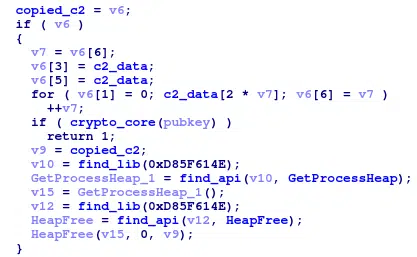 copied_c2 = v6;
if ( v6 )
{
v7 = v6[6];
v6[3] = c2_data;
v6[5] = c2_data;
for ( v6[1] = 0; c2_data[2 * v7]; v6[6] = v7 )
++v7;
if ( crypto_core(pubkey) )
return 1;
v9 = copied_c2;
v10 = find_lib(0xD85F614E);
GetProcessHeap_1 = find_api(v10, GetProcessHeap);
v15 = GetProcessHeap_1();
v12 = find_lib(0xD85F614E);
HeapFree = find_api(v12, HeapFree);
HeapFree(v15, 0, v9);
}